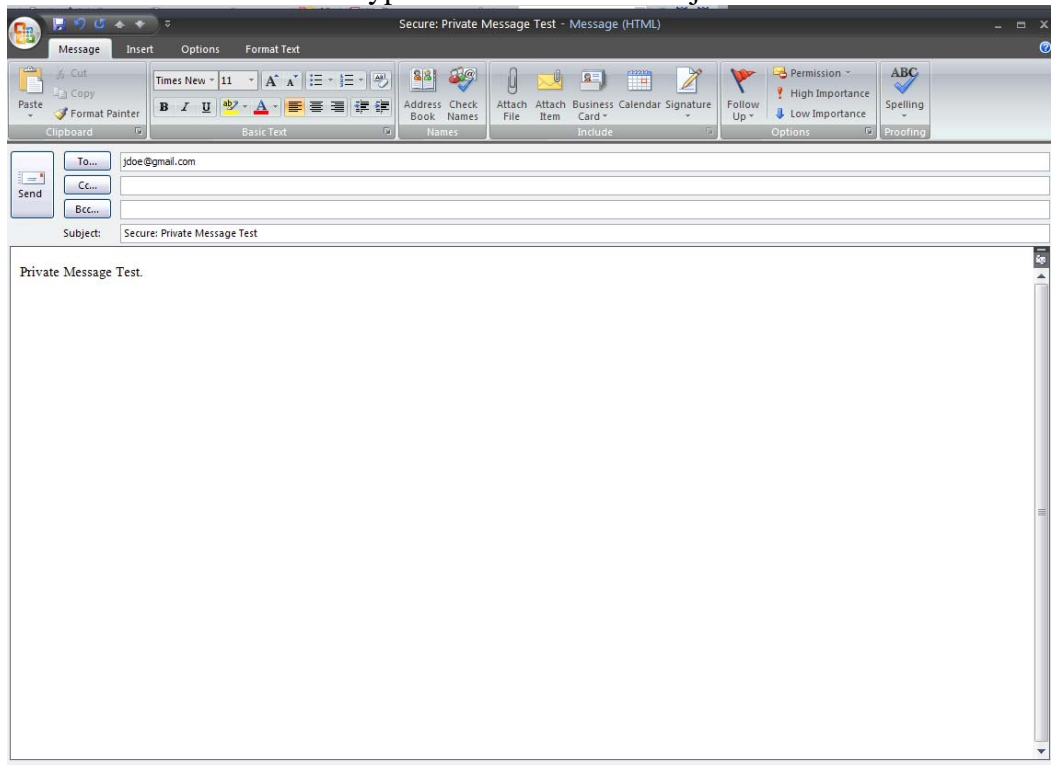 Secure: Private Message Test - Message (HTML)
Message Insert Options Format Text
Paste
Cut
Copy
Format Painter
Clipboard
Times New 11
B I U
Basic Text
Address Book
Check Names
Names
Attach File
Attach Item
Business Card
Calendar
Signature
Include
Follow Up
Permission
High Importance
Low Importance
Options
ABC
Spelling
Proofing
Send
To... jdoe@gmail.com
Cc...
Bcc...
Subject: Secure: Private Message Test
Private Message Test.